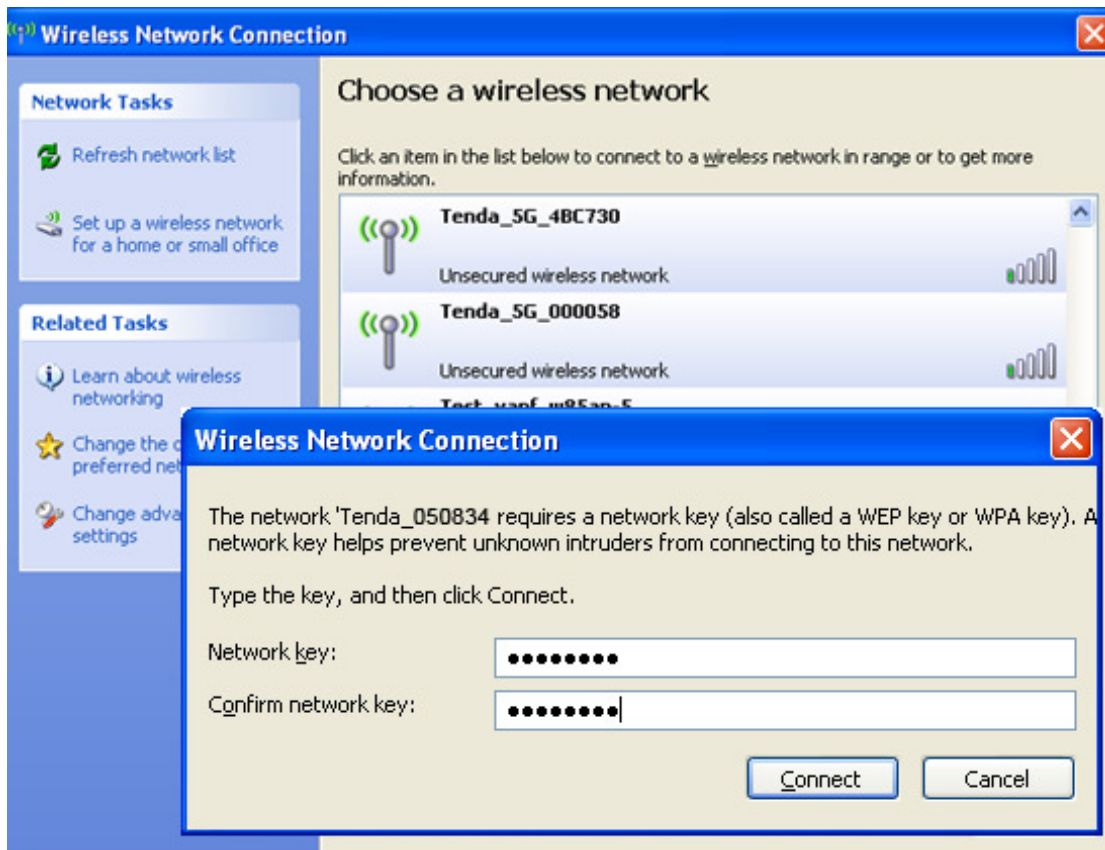 Wireless Network Connection
Network Tasks
Refresh network list
Set up a wireless network
for a home or small office
Related Tasks
Learn about wireless
networking
Change the o
preferred net
Change adva
settings
Choose a wireless network
Click an item in the list below to connect to a wireless network in range or to get more
information.
Tenda_5G_4BC730
Unsecured wireless network
Tenda_5G_000058
Unsecured wireless network
Wireless Network Connection
The network 'Tenda_050834 requires a network key (also called a WEP key or WPA key). A
network key helps prevent unknown intruders from connecting to this network.
Type the key, and then click Connect.
Network key:
Confirm network key:
Connect
Cancel